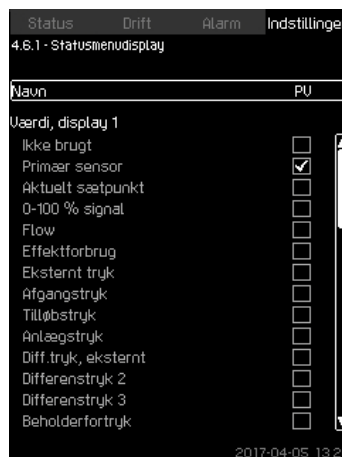 Status Drift Alarm Indstillinge
4.6.1 - Statusmenudisplay
Navn PV
Værdi, display 1
Ikke brugt
Primær sensor
Aktuelt sætpunkt
0-100 % signal
Flow
Effektforbrug
Eksternt tryk
Afgangstryk
Tilløbstryk
Anlægstryk
Diff.tryk, eksternt
Differenstryk 2
Differenstryk 3
Beholderfortryk
2017-04-05 13:2